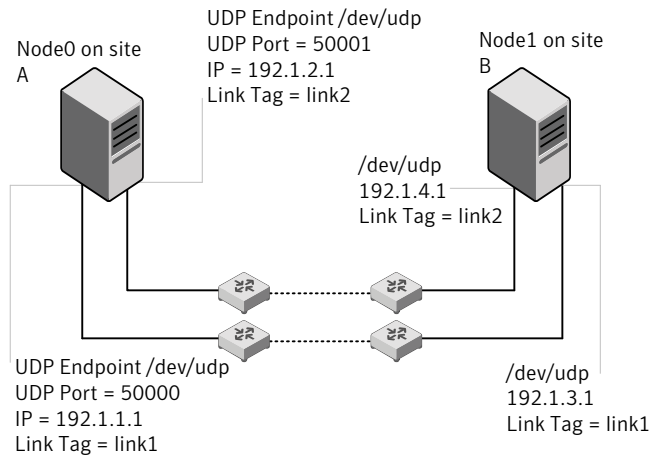 Node0 on site
A
UDP Endpoint /dev/udp
UDP Port = 50001
IP = 192.1.2.1
Link Tag = link2
Node1 on site
B
/dev/udp
192.1.4.1
Link Tag = link2
UDP Endpoint /dev/udp
UDP Port = 50000
IP = 192.1.1.1
Link Tag = link1
/dev/udp
192.1.3.1
Link Tag = link1